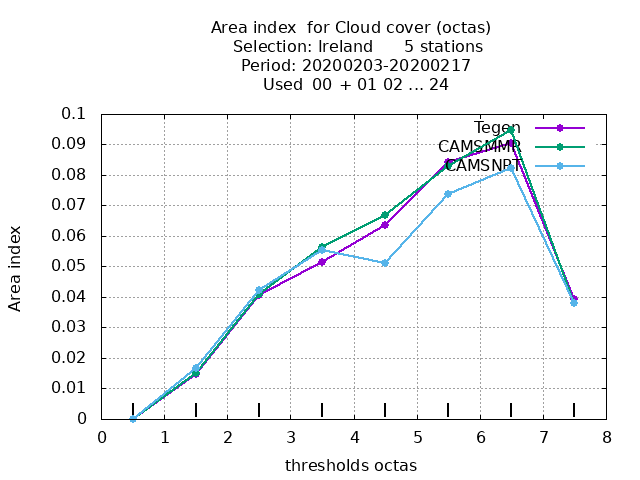 Area index  for Cloud cover (octas)
Selection: Ireland      5 stations
Period: 20200203-20200217
Used  00 + 01 02 ... 24
0.1
0.09
0.08
0.07
0.06
0.05
0.04
0.03
0.02
0.01
0
Area index
Tegen
CAMSMMR
CAMSNPT
0 1 2 3 4 5 6 7 8
thresholds octas